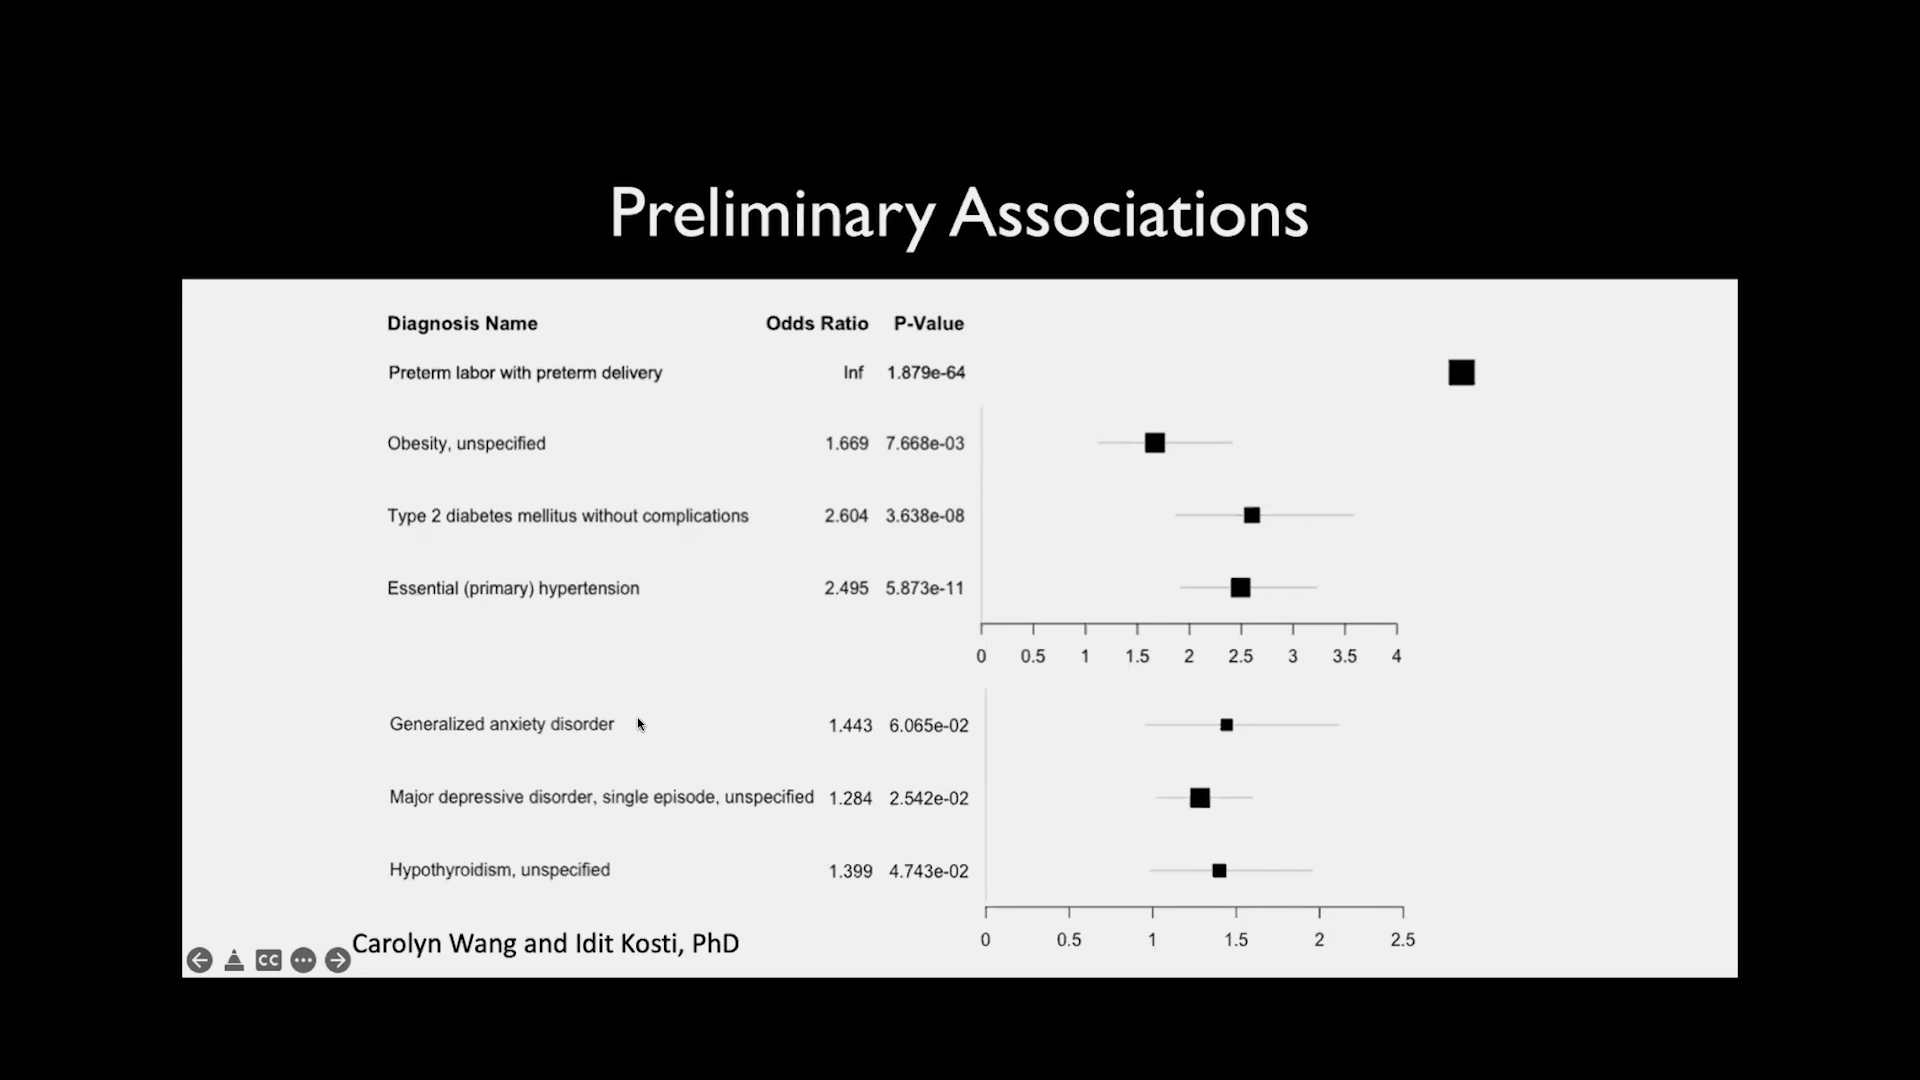 Preliminary Associations
Diagnosis Name Odds Ratio P-Value
Preterm labor with preterm delivery Inf 1.879e-64
Obesity, unspecified 1.669 7.668e-03
Type 2 diabetes mellitus without complications 2.604 3.638e-08
Essential (primary) hypertension 2.495 5.873e-11
0 0.5 1 1.5 2 2.5 3 3.5 4
Generalized anxiety disorder 1.443 6.065e-02
Major depressive disorder, single episode, unspecified 1.284 2.542e-02
Hypothyroidism, unspecified 1.399 4.743e-02
0 0.5 1 1.5 2 2.5
CC Carolyn Wang and Idit Kosti, PhD